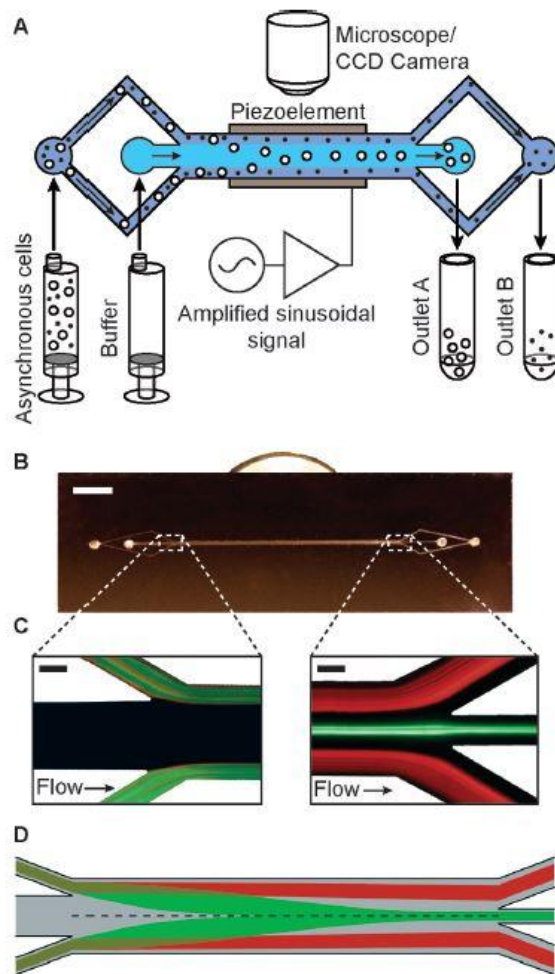 A
Microscope/
CCD Camera
Piezoelement
Asynchronous cells
Buffer
Amplified sinusoidal
signal
Outlet A
Outlet B
B
C
Flow
Flow
D